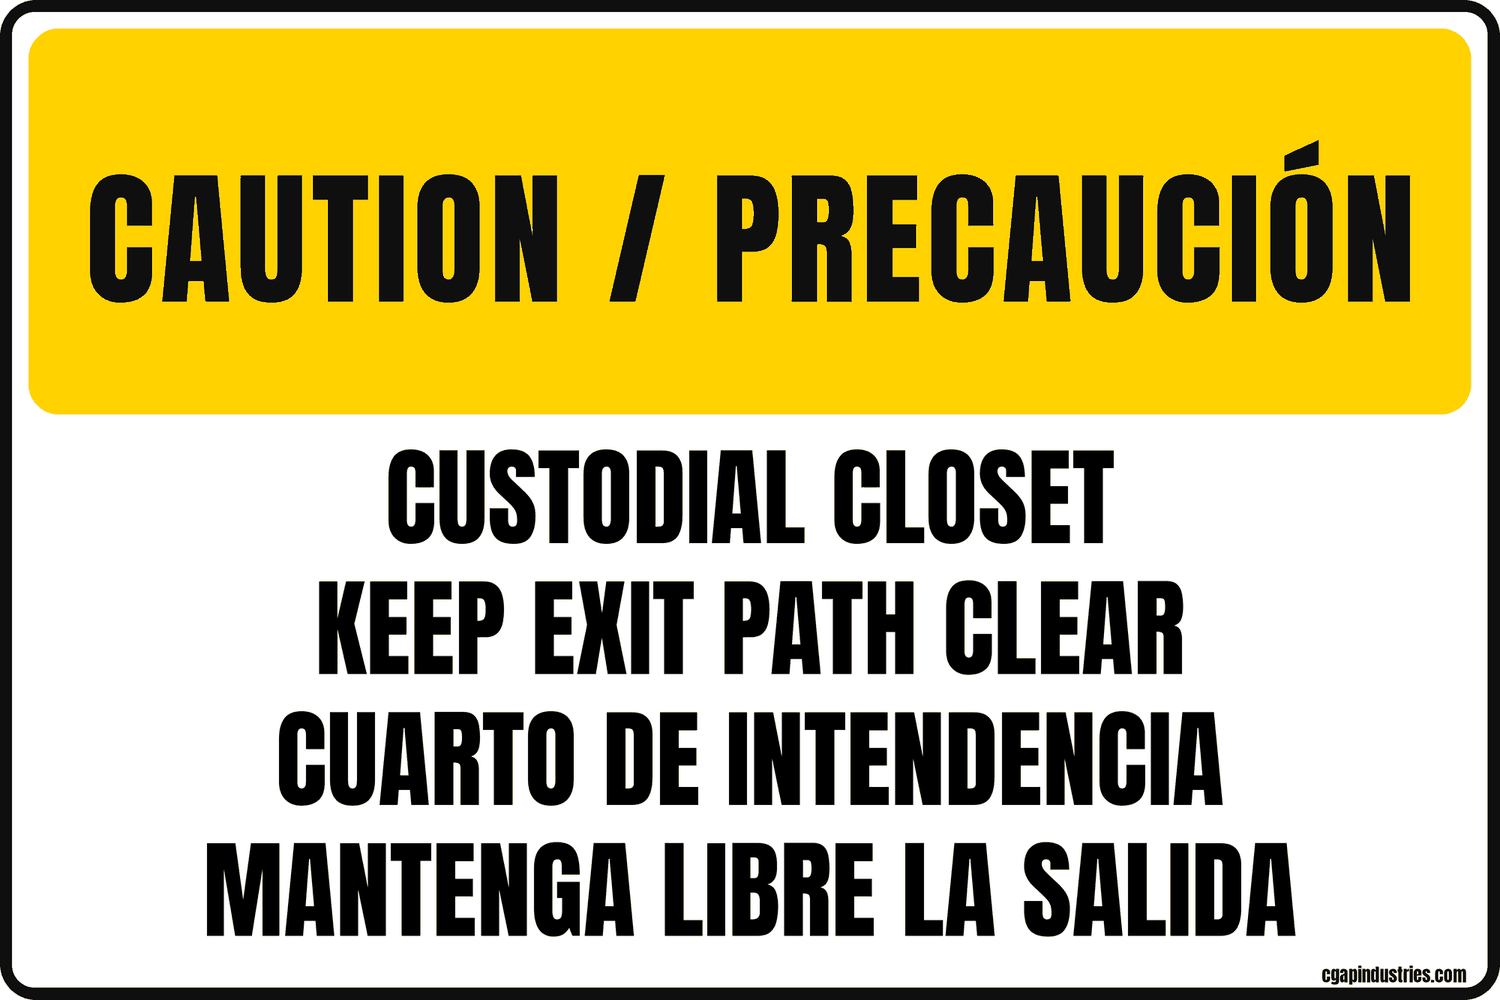 CAUTION / PRECAUCIÓN
CUSTODIAL CLOSET
KEEP EXIT PATH CLEAR
CUARTO DE INTENDENCIA
MANTENGA LIBRE LA SALIDA
cgapindustries.com